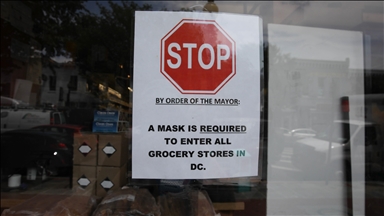 STOP
BY ORDER OF THE MAYOR:
A MASK IS REQUIRED
TO ENTER ALL
GROCERY STORES IN
DC.